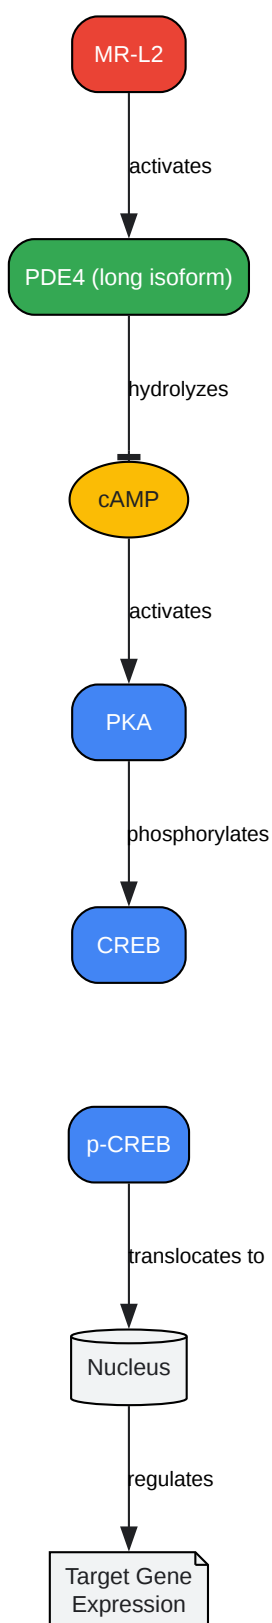 MR-L2
activates
PDE4 (long isoform)
hydrolyzes
cAMP
activates
PKA
phosphorylates
CREB
p-CREB
translocates to
Nucleus
regulates
Target Gene
Expression